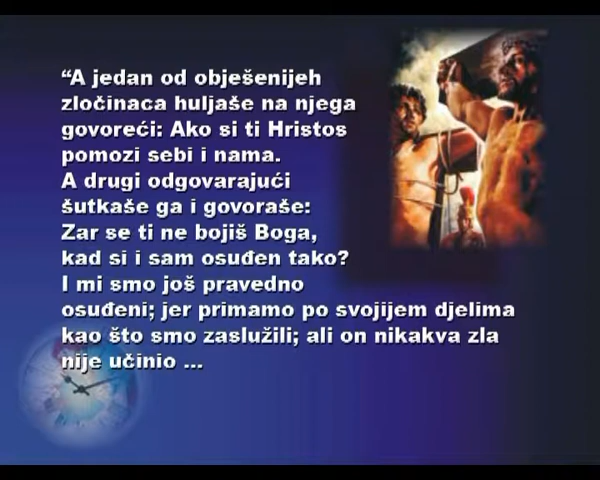 “A jedan od obješenijeh
zločinaca huljaše na njega
govoreći: Ako si ti Hristos
pomozi sebi i nama.
A drugi odgovarajući
šutkaše ga i govoraše:
Zar se ti ne bojiš Boga,
kad si i sam osuđen tako?
I mi smo još pravedno
osuđeni; jer primamo po svojijem djelima
kao što smo zaslužili; ali on nikakva zla
nije učinio ...